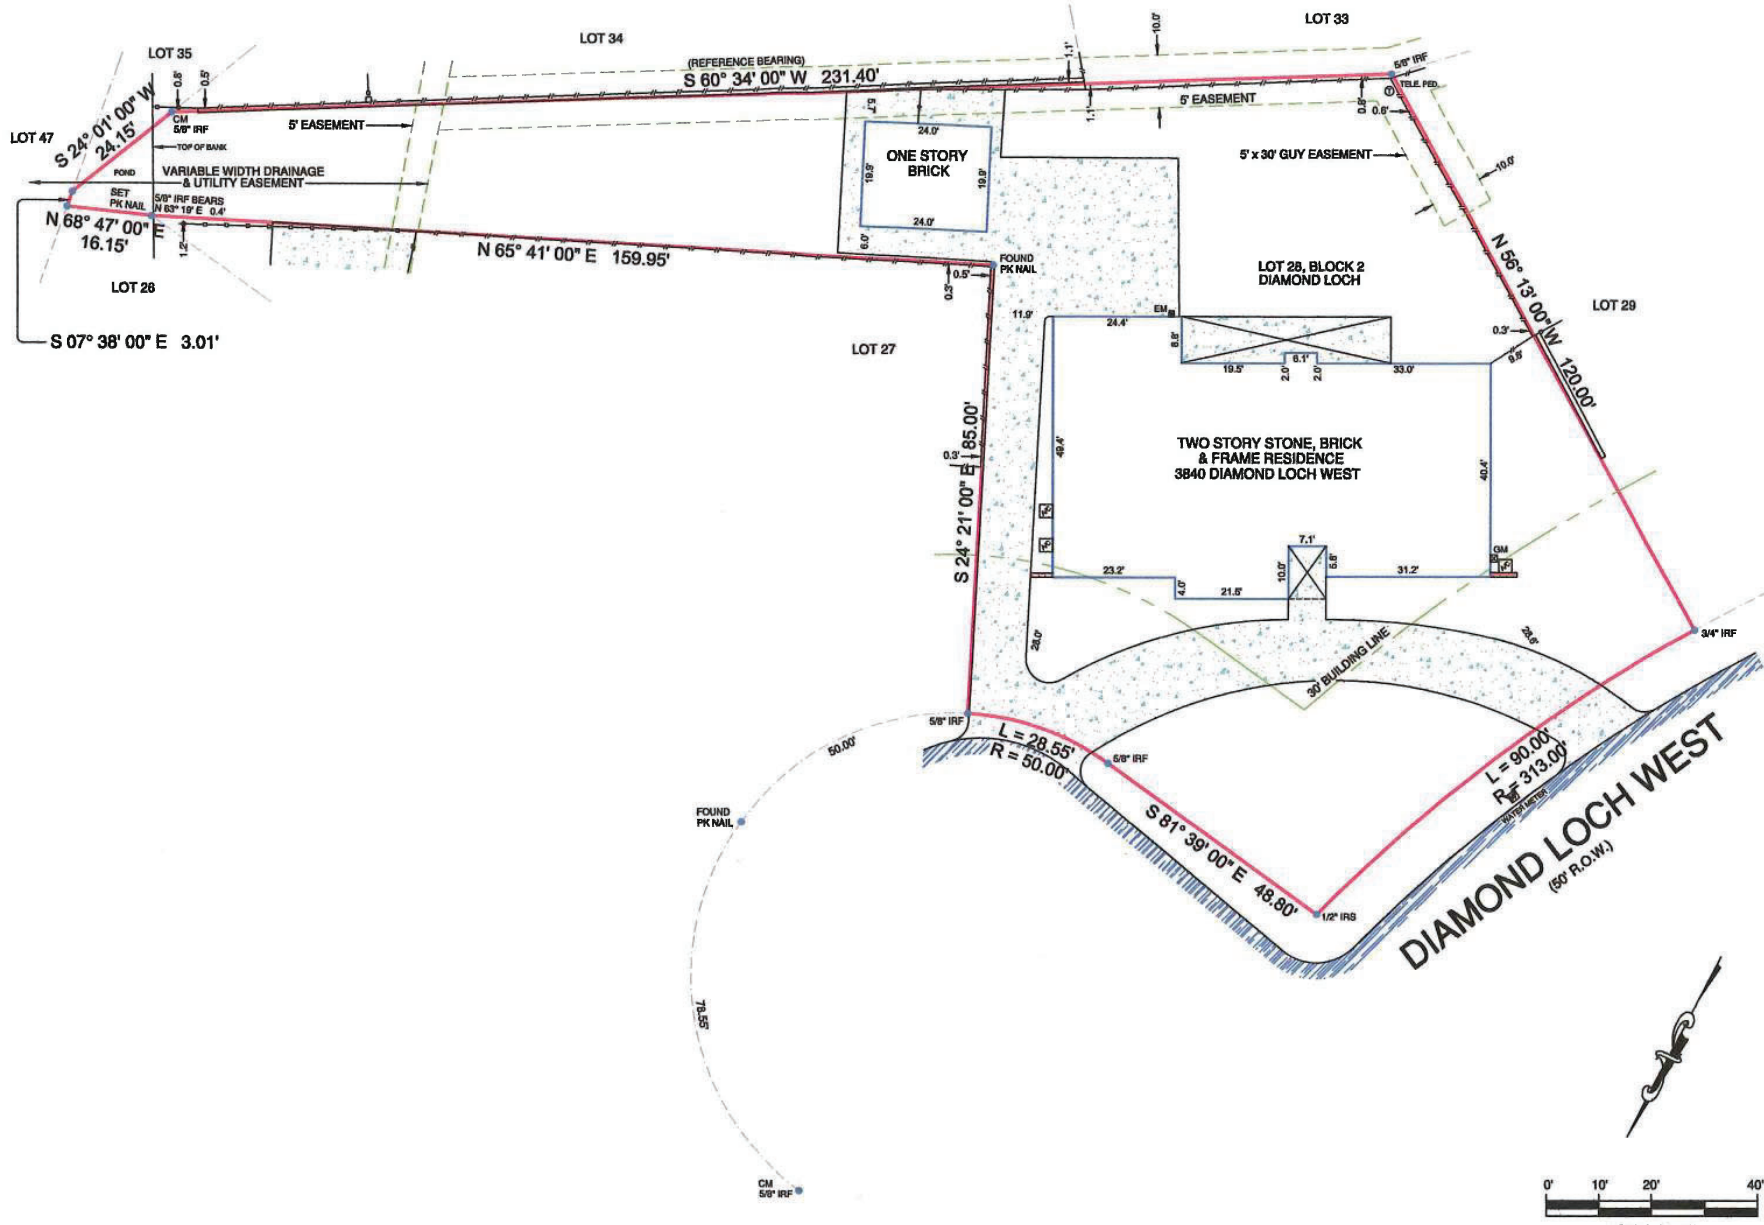 LOT 33
LOT 34
LOT 35
10.0'
1.1'
(REFERENCE BEARING)
S 60° 34' 00" W 231.40'
5/8" IRF
TELE. PED.
0.8'
0.5'
LOT 47
S 24° 01' 00" W
24.15'
CM
5/8" IRF
5' EASEMENT
TOP OF BANK
POND
VARIABLE WIDTH DRAINAGE
& UTILITY EASEMENT
SET
PK NAIL
5/8" IRF BEARS
N 63° 19' E 0.4'
N 68° 47' 00" E
16.15'
1.2'
LOT 26
S 07° 38' 00" E 3.01'
N 65° 41' 00" E 159.95'
5.7'
24.0'
ONE STORY
BRICK
19.9'
19.9'
24.0'
6.0'
1.1'
5' EASEMENT
0.6'
5' x 30' GUY EASEMENT
10.0'
FOUND
PK NAIL
0.5'
0.3'
LOT 28, BLOCK 2
DIAMOND LOCH
N 56° 13' 00" W 120.00'
LOT 29
0.3'
LOT 27
11.9'
EM
24.4'
8.8'
19.5'
2.0'
6.1'
2.0'
33.0'
S 24° 21' 00" E 85.00'
0.3'
49.4'
TWO STORY STONE, BRICK
& FRAME RESIDENCE
3840 DIAMOND LOCH WEST
40.4'
GM
23.2'
4.0'
21.5'
10.0'
7.1'
31.2'
30' BUILDING LINE
3/4" IRF
5/8" IRF
L = 28.55'
R = 50.00'
5/8" IRF
50.00'
L = 90.00'
R = 313.00'
WATER METER
FOUND
PK NAIL
S 81° 39' 00" E 48.80'
1/2" IRS
DIAMOND LOCH WEST
(50' R.O.W.)
78.55'
CM
5/8" IRF
0' 10' 20' 40'